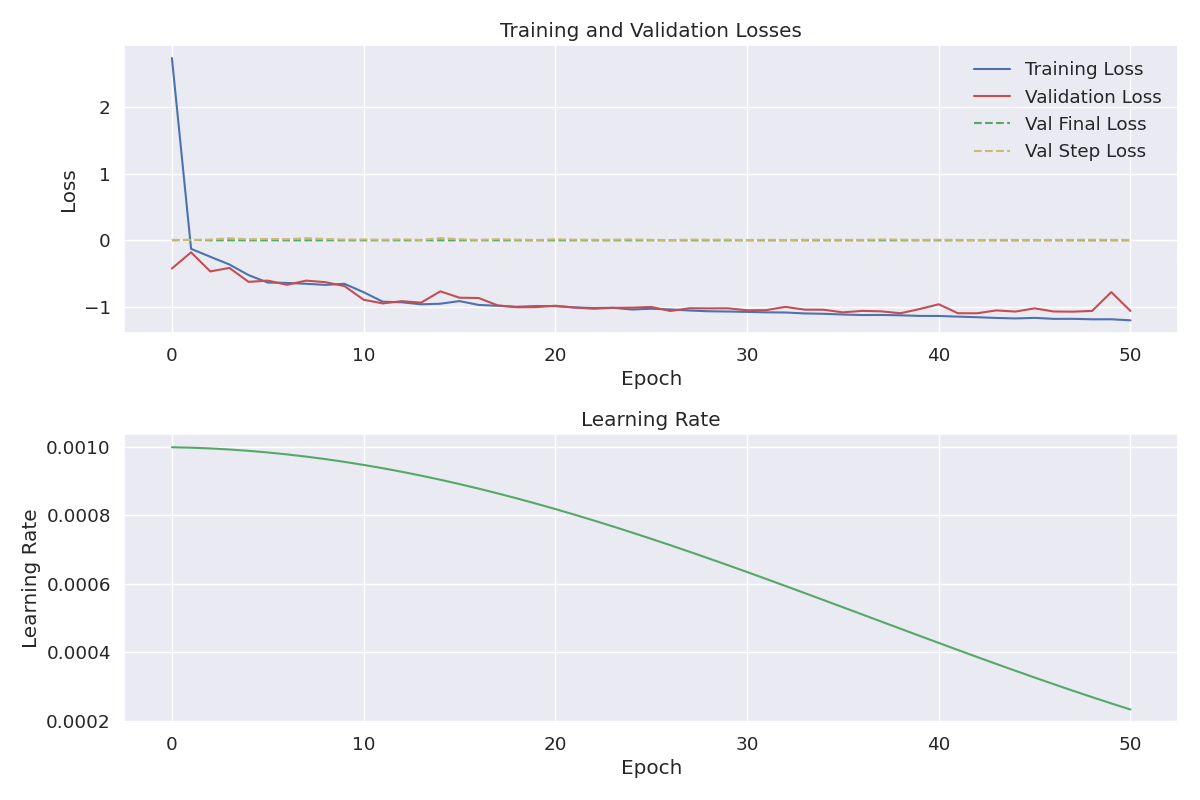 Training and Validation Losses
Loss
2
1
0
−1
Training Loss
Validation Loss
Val Final Loss
Val Step Loss
0 10 20 30 40 50
Epoch
Learning Rate
Learning Rate
0.0010
0.0008
0.0006
0.0004
0.0002
0 10 20 30 40 50
Epoch